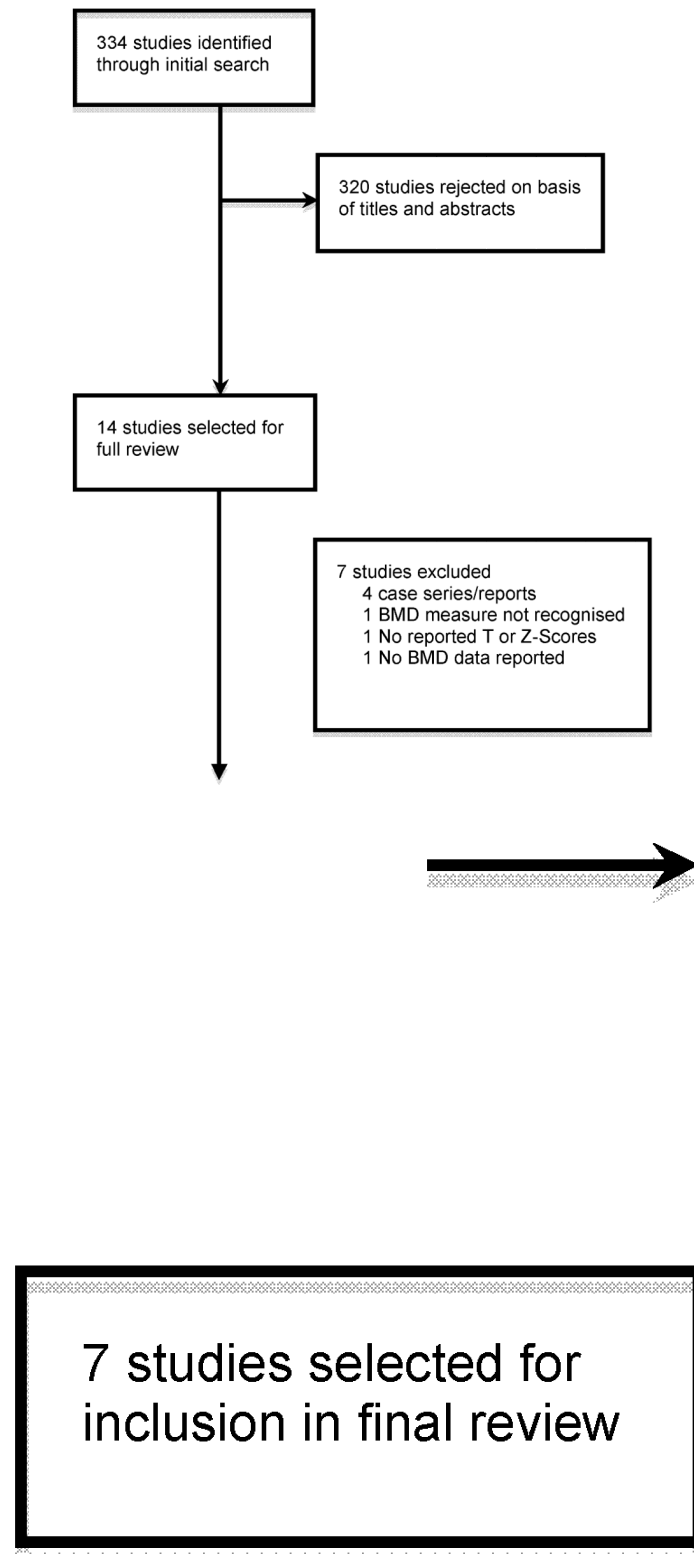 334 studies identified
through initial search
320 studies rejected on basis
of titles and abstracts
14 studies selected for
full review
7 studies excluded
4 case series/reports
1 BMD measure not recognised
1 No reported T or Z-Scores
1 No BMD data reported
7 studies selected for
inclusion in final review